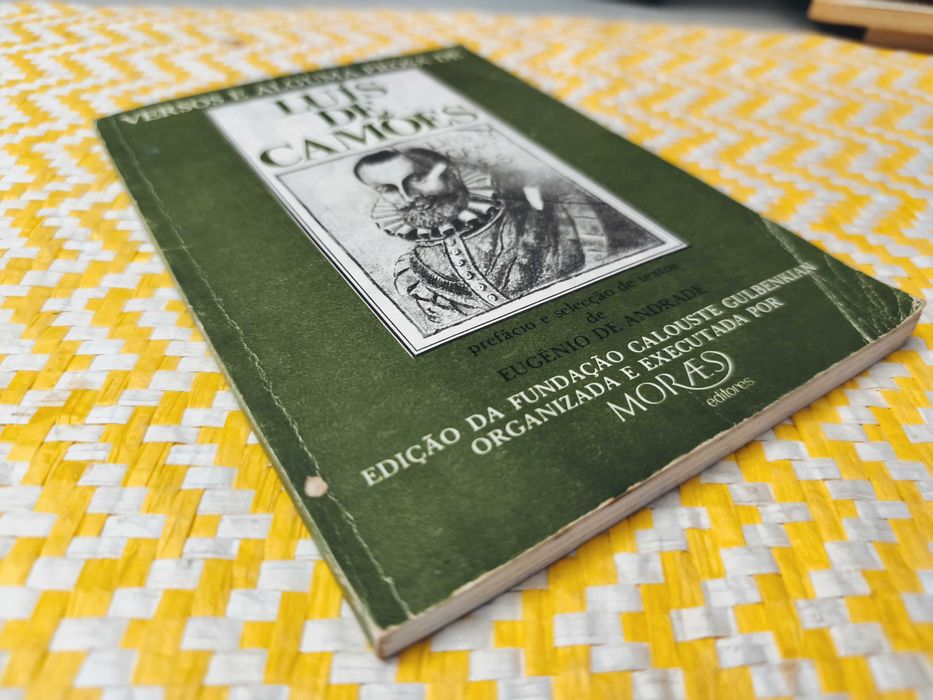 VERSOS E ALGUMA PROSA DE
LUÍS
DE
CAMÕES
prefácio e selecção de textos
de
EUGÉNIO DE ANDRADE
EDIÇÃO DA FUNDAÇÃO CALOUSTE GULBENKIAN
ORGANIZADA E EXECUTADA POR
MORÆS
editores